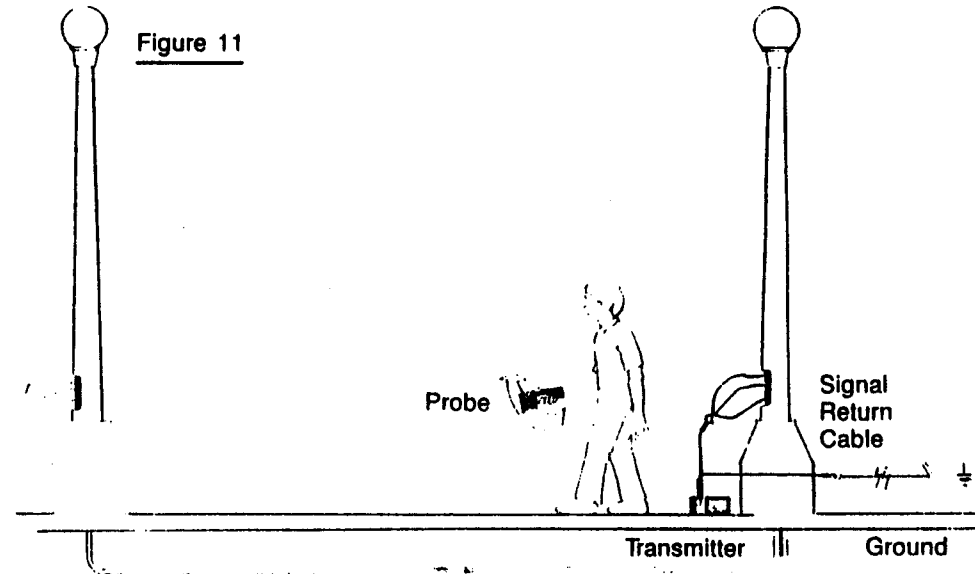 Figure 11
Probe
Signal
Return
Cable
Transmitter
Ground